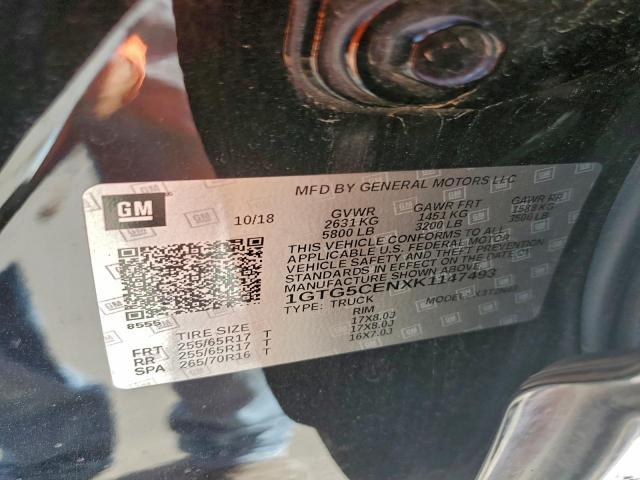 GM
MFD BY GENERAL MOTORS LLC
10/18 GVWR GAWR FRT GAWR RR
2631 KG 1451 KG 1588 KG
5800 LB 3200 LB 3500 LB
THIS VEHICLE CONFORMS TO ALL
APPLICABLE U.S. FEDERAL MOTOR
VEHICLE SAFETY AND THEFT PREVENTION
STANDARDS IN EFFECT ON THE DATE OF
MANUFACTURE SHOWN ABOVE.
1GTG5CENXK1147493
8555 TYPE: TRUCK MODEL:
TIRE SIZE RIM
FRT 255/65R17 T 17X8.0J
RR 255/65R17 T 17X8.0J
SPA 265/70R16 T 16X7.0J